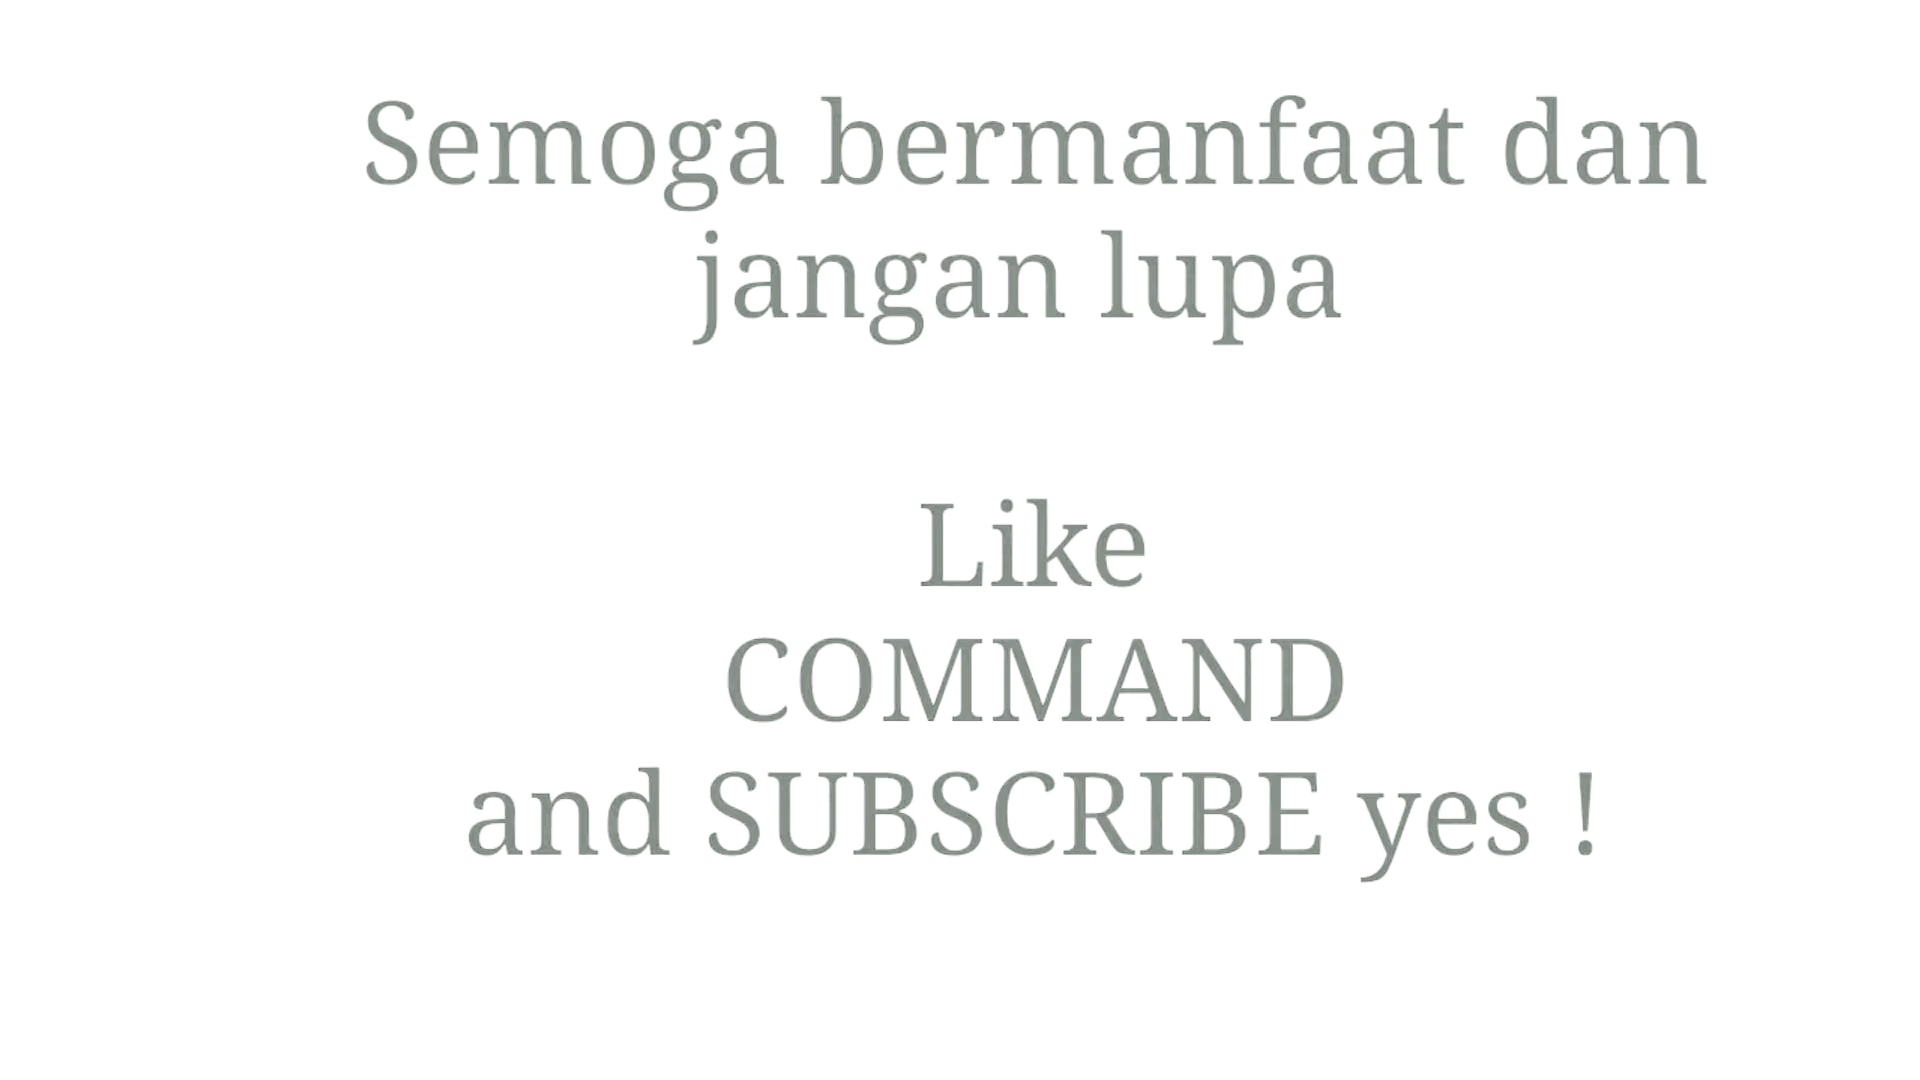 Semoga bermanfaat dan
jangan lupa
Like
COMMAND
and SUBSCRIBE yes !